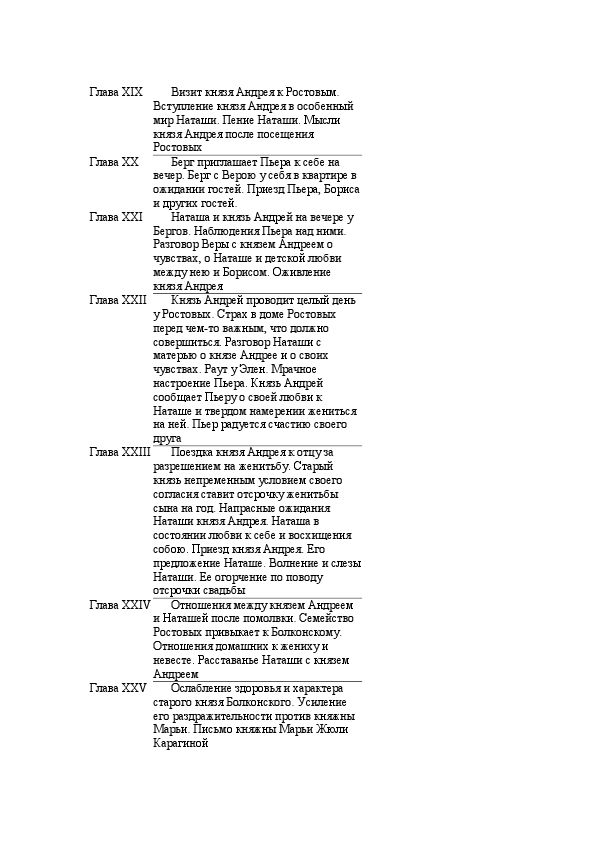 Глава XIX Визит князя Андрея к Ростовым.
Вступление князя Андрея в особенный
мир Наташи. Пение Наташи. Мысли
князя Андрея после посещения
Ростовых
Глава XX Берг приглашает Пьера к себе на
вечер. Берг с Верою у себя в квартире в
ожидании гостей. Приезд Пьера, Бориса
и других гостей.
Глава XXI Наташа и князь Андрей на вечере у
Бергов. Наблюдения Пьера над ними.
Разговор Веры с князем Андреем о
чувствах, о Наташе и детской любви
между нею и Борисом. Оживление
князя Андрея
Глава XXII Князь Андрей проводит целый день
у Ростовых. Страх в доме Ростовых
перед чем-то важным, что должно
совершиться. Разговор Наташи с
матерью о князе Андрее и о своих
чувствах. Раут у Элен. Мрачное
настроение Пьера. Князь Андрей
сообщает Пьеру о своей любви к
Наташе и твердом намерении жениться
на ней. Пьер радуется счастию своего
друга
Глава XXIII Поездка князя Андрея к отцу за
разрешением на женитьбу. Старый
князь непременным условием своего
согласия ставит отсрочку женитьбы
сына на год. Напрасные ожидания
Наташи князя Андрея. Наташа в
состоянии любви к себе и восхищения
собою. Приезд князя Андрея. Его
предложение Наташе. Волнение и слезы
Наташи. Ее огорчение по поводу
отсрочки свадьбы
Глава XXIV Отношения между князем Андреем
и Наташей после помолвки. Семейство
Ростовых привыкает к Болконскому.
Отношения домашних к жениху и
невесте. Расставанье Наташи с князем
Андреем
Глава XXV Ослабление здоровья и характера
старого князя Болконского. Усиление
его раздражительности против княжны
Марьи. Письмо княжны Марьи Жюли
Карагиной